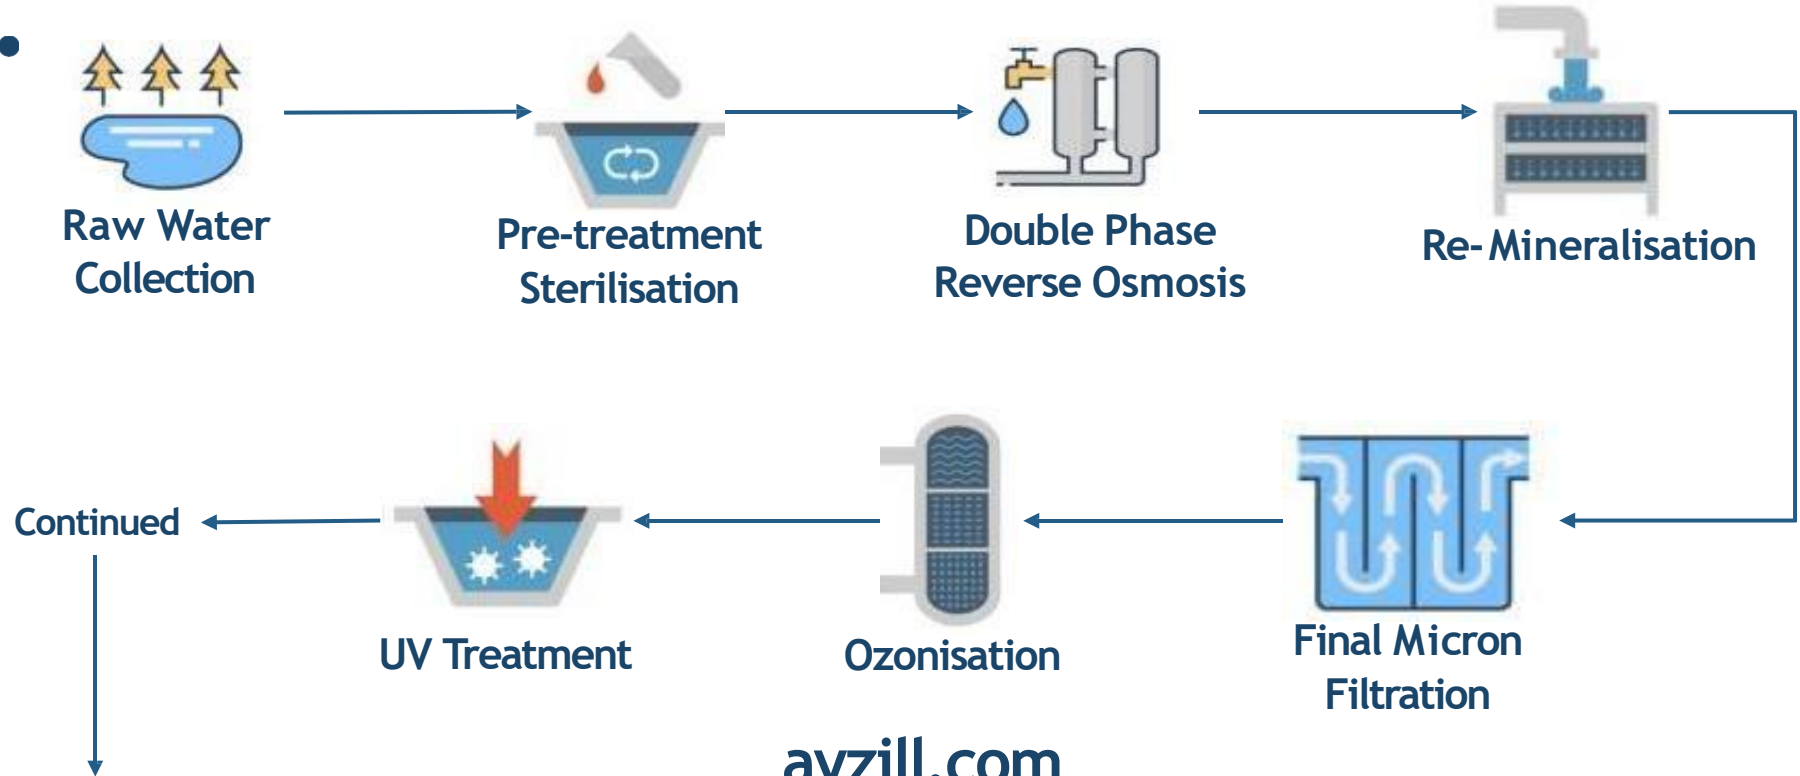 Raw Water
Collection
Pre-treatment
Sterilisation
Double Phase
Reverse Osmosis
Re-Mineralisation
Continued
UV Treatment
Ozonisation
Final Micron
Filtration
avzill.com